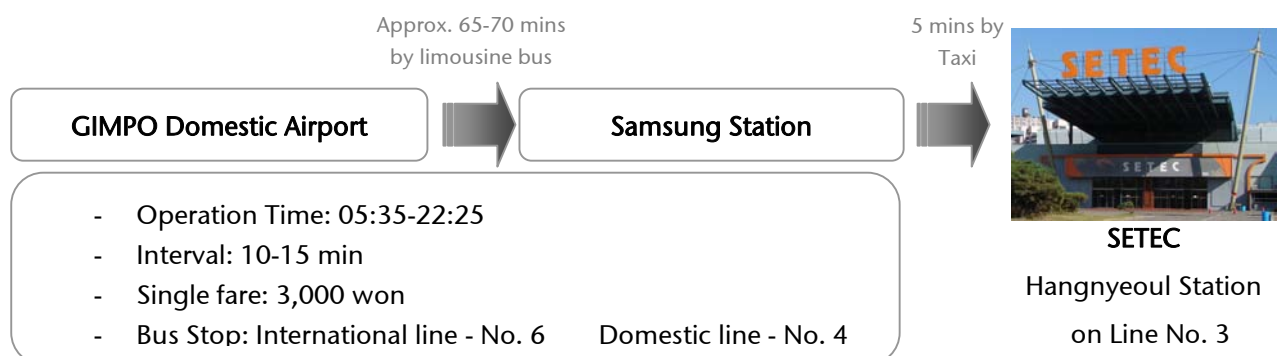 Approx. 65-70 mins
by limousine bus
5 mins by
Taxi
GIMPO Domestic Airport
Samsung Station
SETEC
SETEC
- Operation Time: 05:35-22:25
- Interval: 10-15 min
- Single fare: 3,000 won
- Bus Stop: International line - No. 6 Domestic line - No. 4
SETEC
Hangnyeoul Station
on Line No. 3